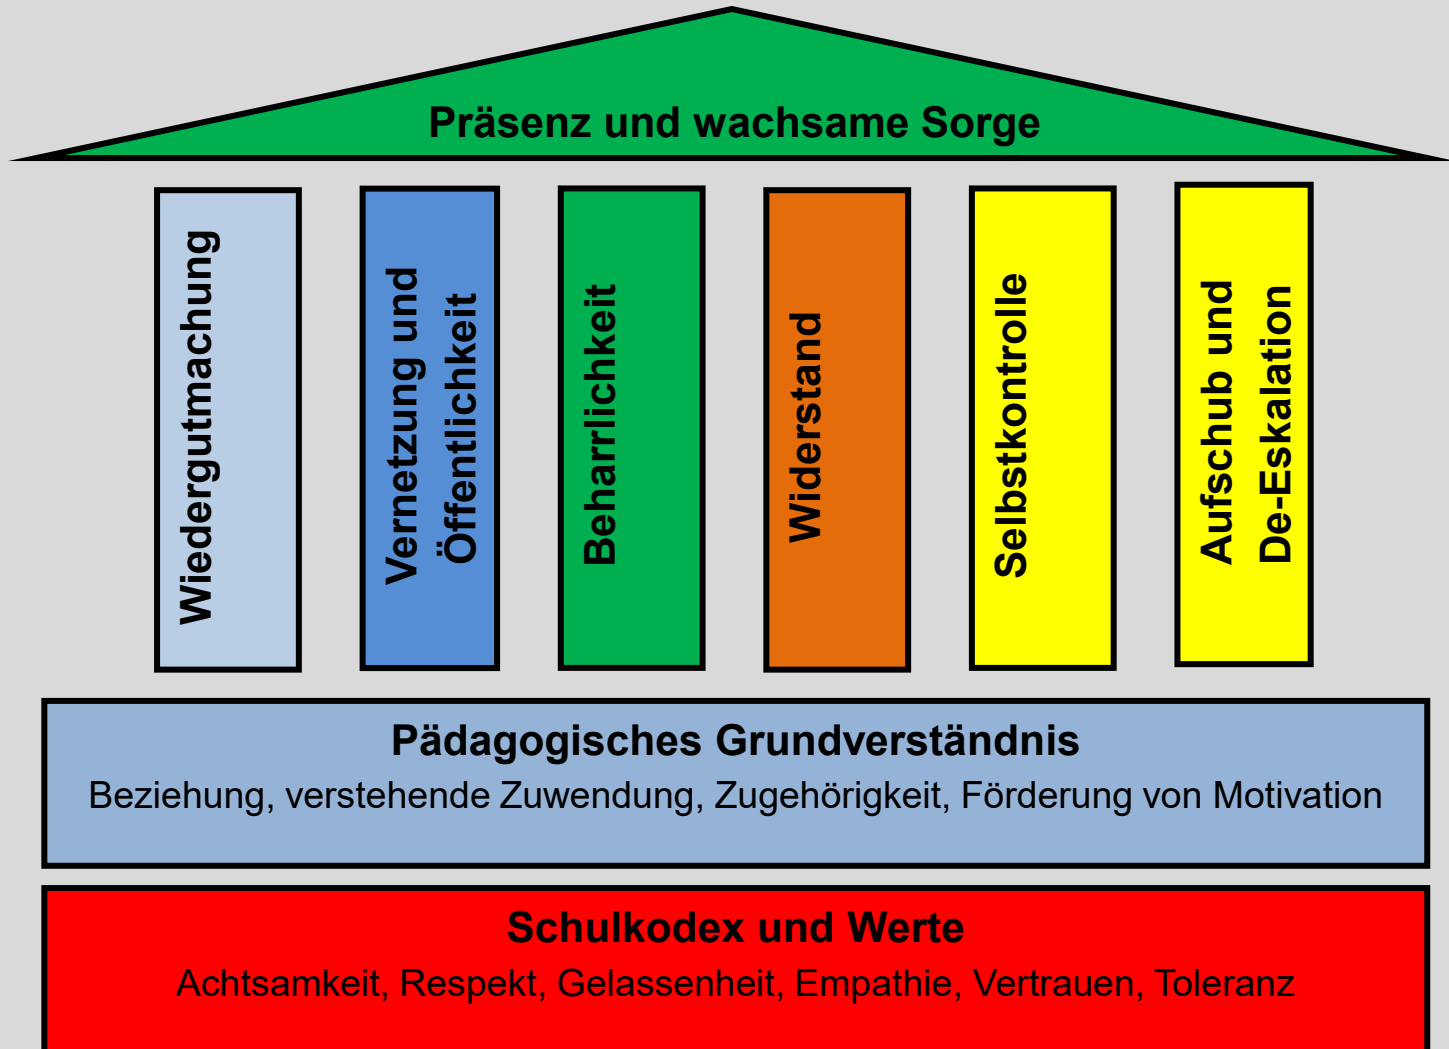 Präsenz und wachsame Sorge
Wiedergutmachung
Vernetzung und
Öffentlichkeit
Beharrlichkeit
Widerstand
Selbstkontrolle
Aufschub und
De-Eskalation
Pädagogisches Grundverständnis
Beziehung, verstehende Zuwendung, Zugehörigkeit, Förderung von Motivation
Schulkodex und Werte
Achtsamkeit, Respekt, Gelassenheit, Empathie, Vertrauen, Toleranz